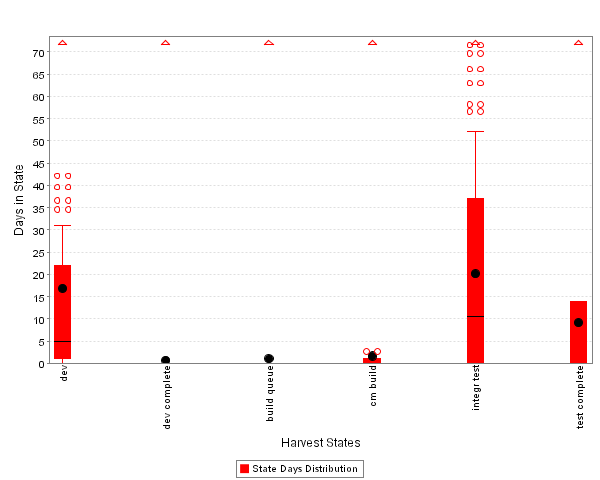 70
65
60
55
50
45
40
35
30
25
20
15
10
5
0
Days in State
dev
dev complete
build queue
cm build
integr test
test complete
Harvest States
State Days Distribution